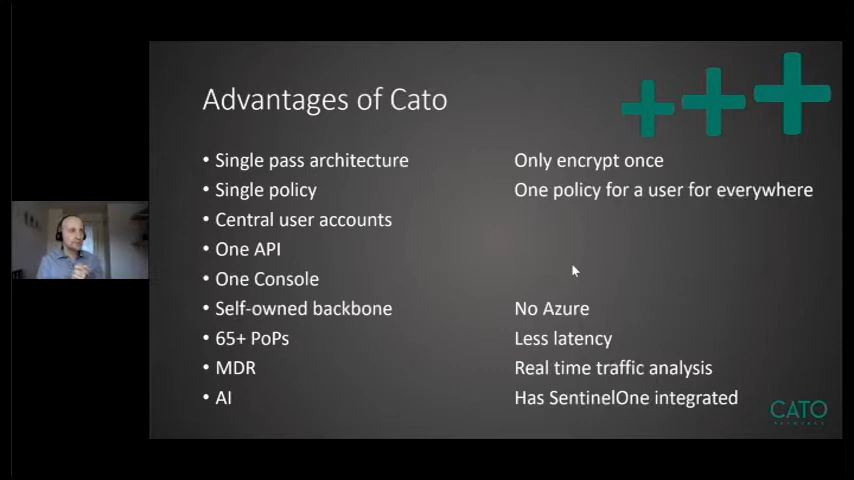 Advantages of Cato
• Single pass architecture Only encrypt once
• Single policy One policy for a user for everywhere
• Central user accounts
• One API
• One Console
• Self-owned backbone No Azure
• 65+ PoPs Less latency
• MDR Real time traffic analysis
• AI Has SentinelOne integrated
CATO
NETWORKS